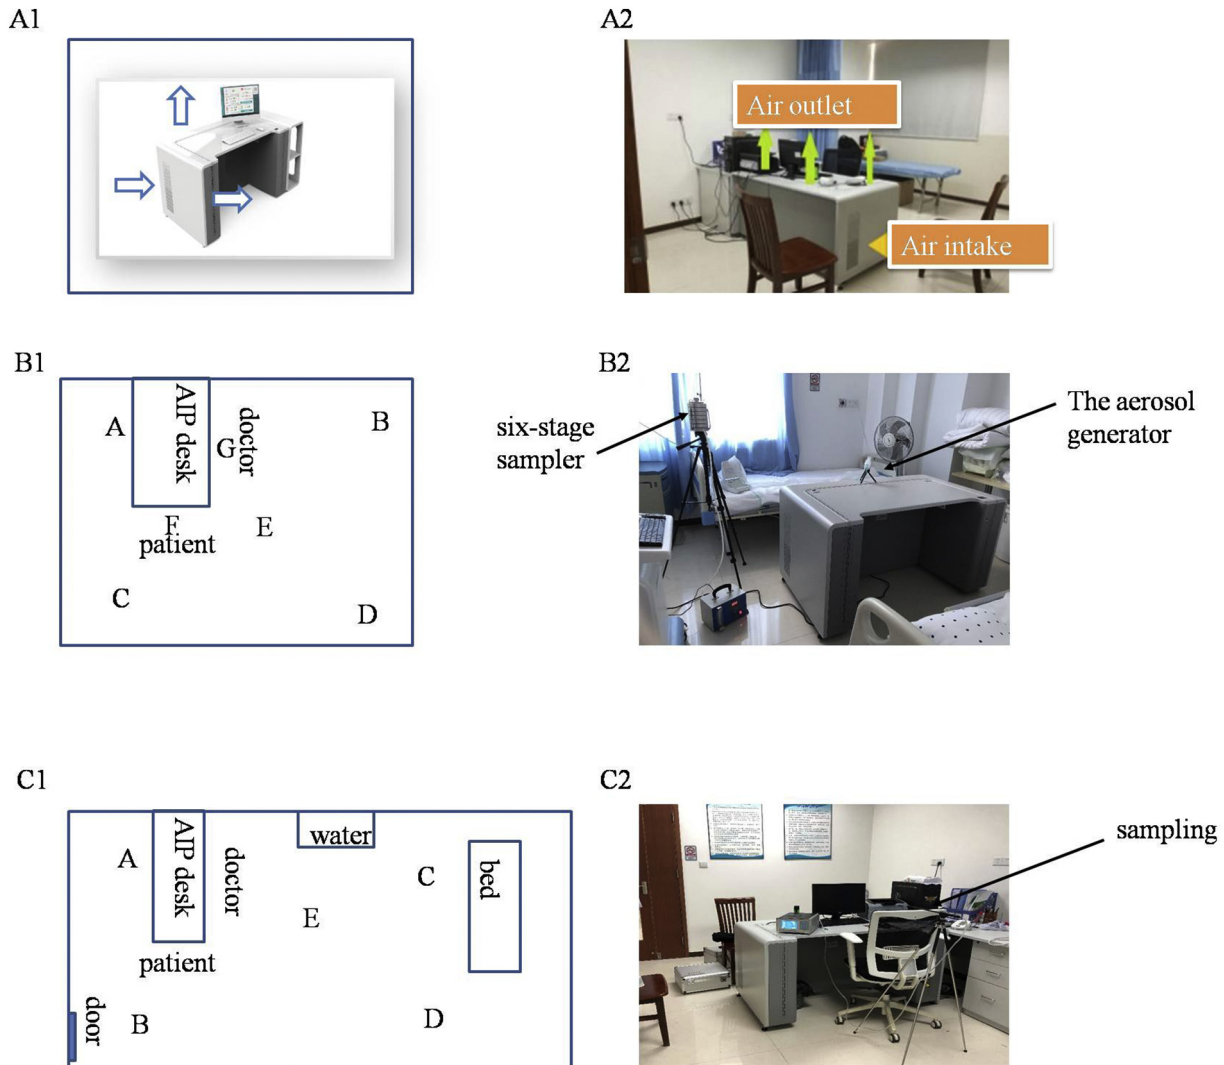 A1
A2
Air outlet
Air intake
B1
AIP desk
A
G
doctor
B
F
patient
E
C
D
B2
six-stage
sampler
The aerosol
generator
C1
AIP desk
A
doctor
water
C
bed
E
patient
door
B
D
C2
sampling